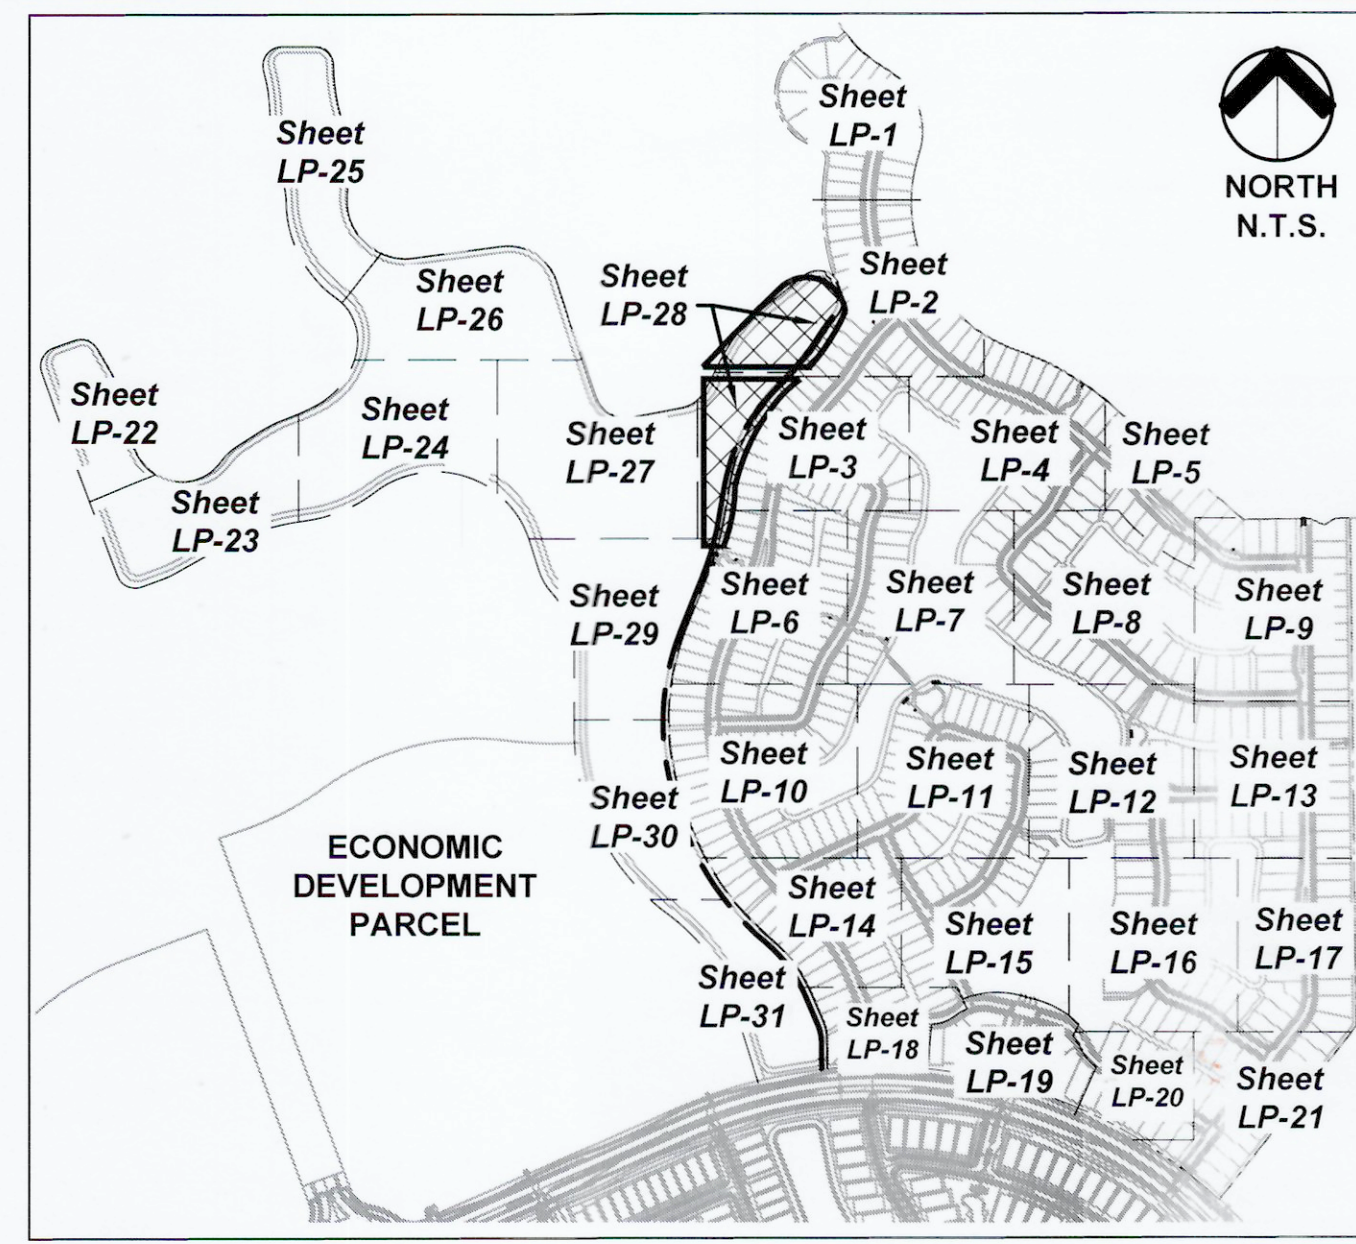 Sheet
LP-1
NORTH
N.T.S.
Sheet
LP-25
Sheet
LP-2
Sheet
LP-26
Sheet
LP-28
Sheet
LP-22
Sheet
LP-24
Sheet
LP-27
Sheet
LP-3
Sheet
LP-4
Sheet
LP-5
Sheet
LP-23
Sheet
LP-29
Sheet
LP-6
Sheet
LP-7
Sheet
LP-8
Sheet
LP-9
Sheet
LP-30
Sheet
LP-10
Sheet
LP-11
Sheet
LP-12
Sheet
LP-13
ECONOMIC
DEVELOPMENT
PARCEL
Sheet
LP-14
Sheet
LP-15
Sheet
LP-16
Sheet
LP-17
Sheet
LP-31
Sheet
LP-18
Sheet
LP-19
Sheet
LP-20
Sheet
LP-21